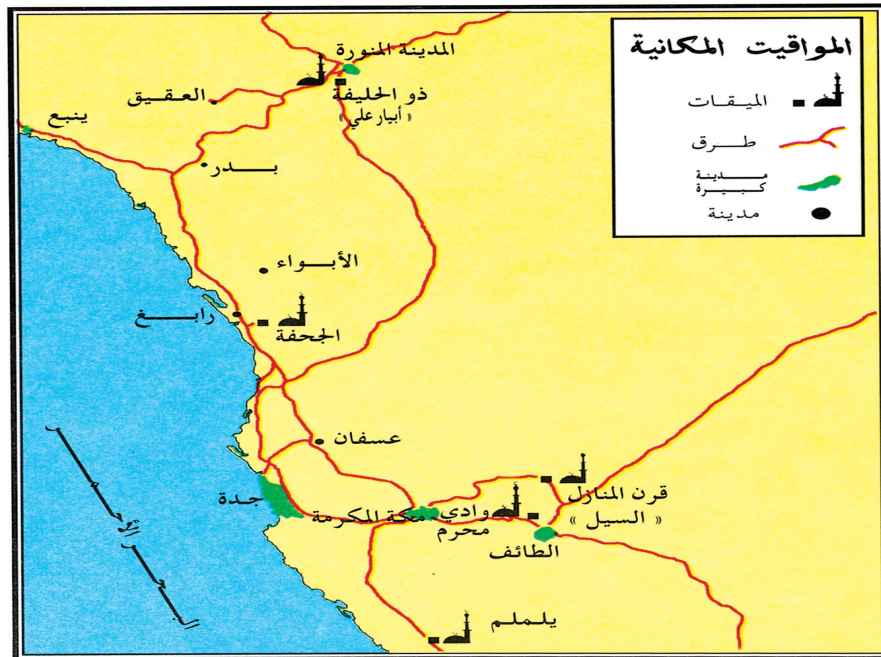 المواقيت المكانية
الميقات
طرق
مدينة
كبيرة
مدينة
المدينة المنورة
ذو الحليفة
« أبيار علي »
العقيق
ينبع
بدر
الأبواء
رابغ
الجحفة
عسفان
جدة
مكة المكرمة
وادي
محرم
قرن المنازل
« السيل »
الطائف
يلملم
البحر الأحمر